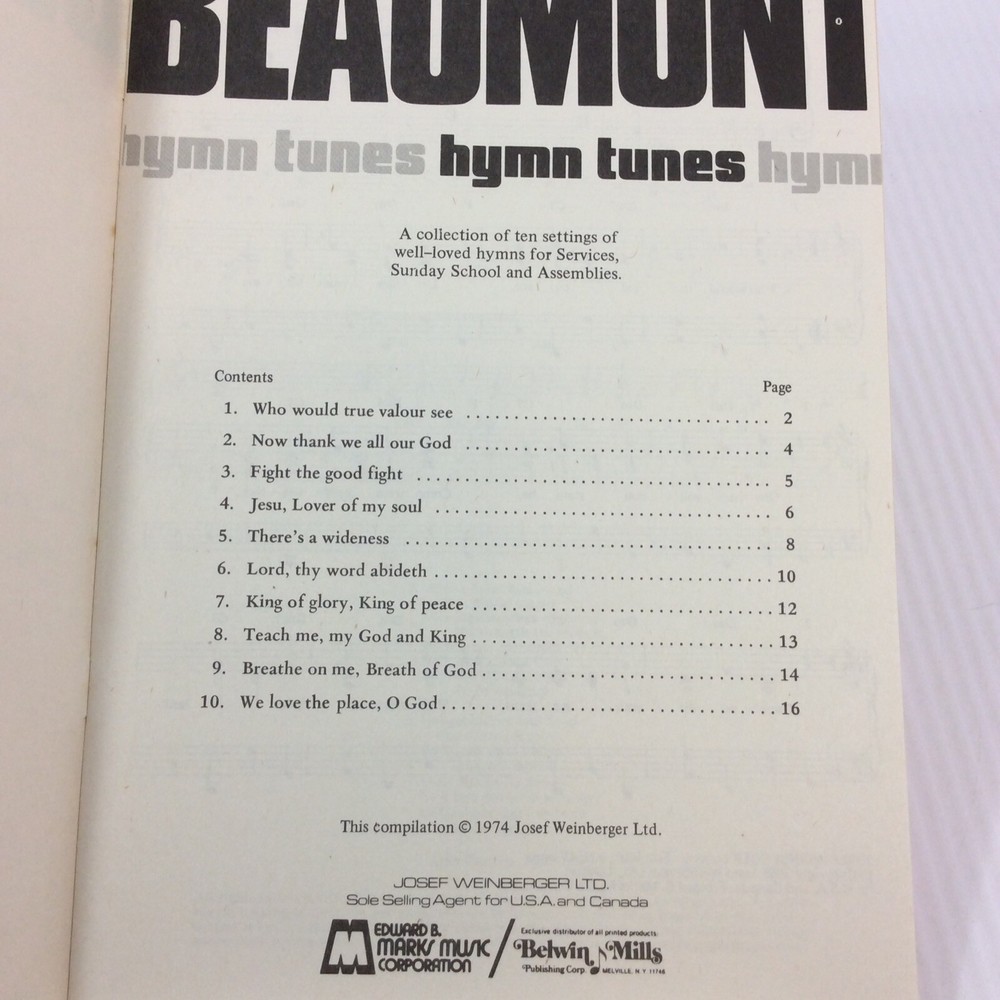 BEAUMONT
hymn tunes hymn tunes hymn
A collection of ten settings of
well-loved hymns for Services,
Sunday School and Assemblies.
Contents
Page
1. Who would true valour see ................................ 2
2. Now thank we all our God ................................ 4
3. Fight the good fight ..................................... 5
4. Jesu, Lover of my soul ................................... 6
5. There's a wideness ...................................... 8
6. Lord, thy word abideth ................................... 10
7. King of glory, King of peace ................................ 12
8. Teach me, my God and King ................................ 13
9. Breathe on me, Breath of God ............................... 14
10. We love the place, O God ................................... 16
This compilation © 1974 Josef Weinberger Ltd.
JOSEF WEINBERGER LTD.
Sole Selling Agent for U.S.A. and Canada
EDWARD B.
MARKS MUSIC
CORPORATION
Exclusive distributor of all printed products
Belwin Mills
Publishing Corp. MELVILLE, N.Y. 11746